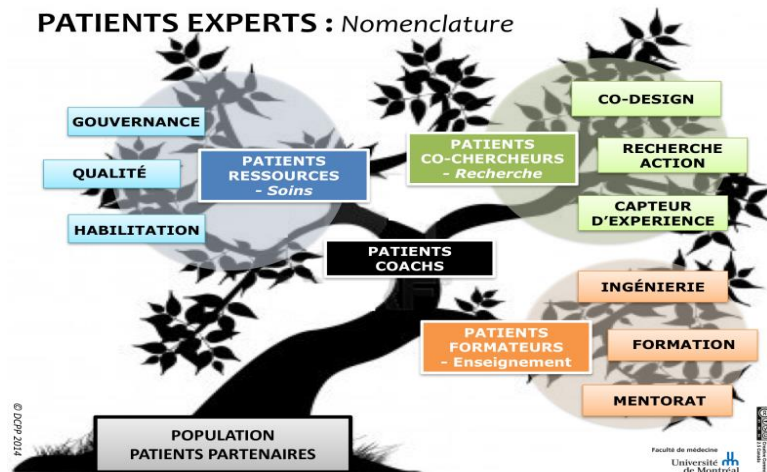 PATIENTS EXPERTS : Nomenclature
GOUVERNANCE
QUALITÉ
HABILITATION
PATIENTS
RESSOURCES
- Soins
PATIENTS
CO-CHERCHEURS
- Recherche
CO-DESIGN
RECHERCHE
ACTION
CAPTEUR
D'EXPERIENCE
PATIENTS
COACHS
PATIENTS
FORMATEURS
- Enseignement
INGÉNIERIE
FORMATION
MENTORAT
POPULATION
PATIENTS PARTENAIRES
© DCPP 2014
Faculté de médecine
Université
de Montréal